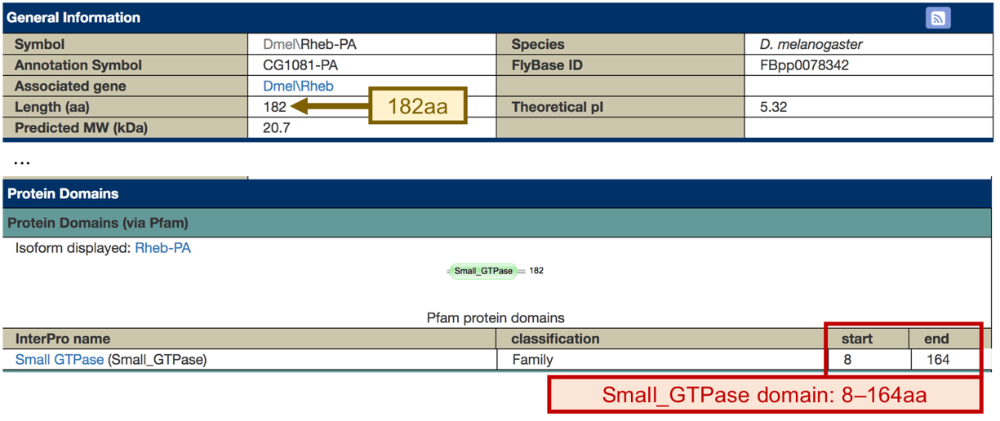 General Information
Symbol Dmel\Rheb-PA Species D. melanogaster
Annotation Symbol CG1081-PA FlyBase ID FBpp0078342
Associated gene Dmel\Rheb
Length (aa) 182 182aa Theoretical pI 5.32
Predicted MW (kDa) 20.7
...
Protein Domains
Protein Domains (via Pfam)
Isoform displayed: Rheb-PA
Small_GTPase 182
Pfam protein domains
InterPro name classification start end
Small GTPase (Small_GTPase) Family 8 164
Small_GTPase domain: 8–164aa